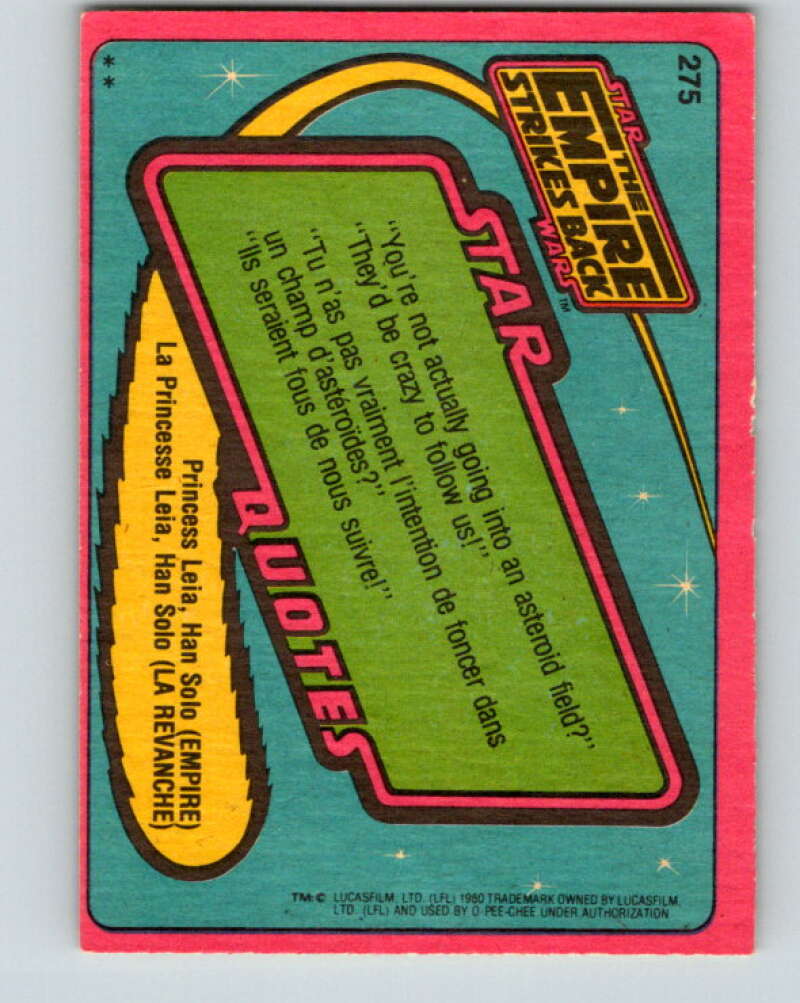 275
STAR
THE
EMPIRE
STRIKES BACK
WARS™
STAR
"You're not actually going into an asteroid field?"
"They'd be crazy to follow us!"
"Tu n'as pas vraiment l'intention de foncer dans
un champ d'astéroïdes?"
"Ils seraient fous de nous suivre!"
QUOTES
Princess Leia, Han Solo (EMPIRE)
La Princesse Leia, Han Solo (LA REVANCHE)
* *
TM:© LUCASFILM, LTD. (LFL) 1980 TRADEMARK OWNED BY LUCASFILM,
LTD. (LFL) AND USED BY O-PEE-CHEE UNDER AUTHORIZATION